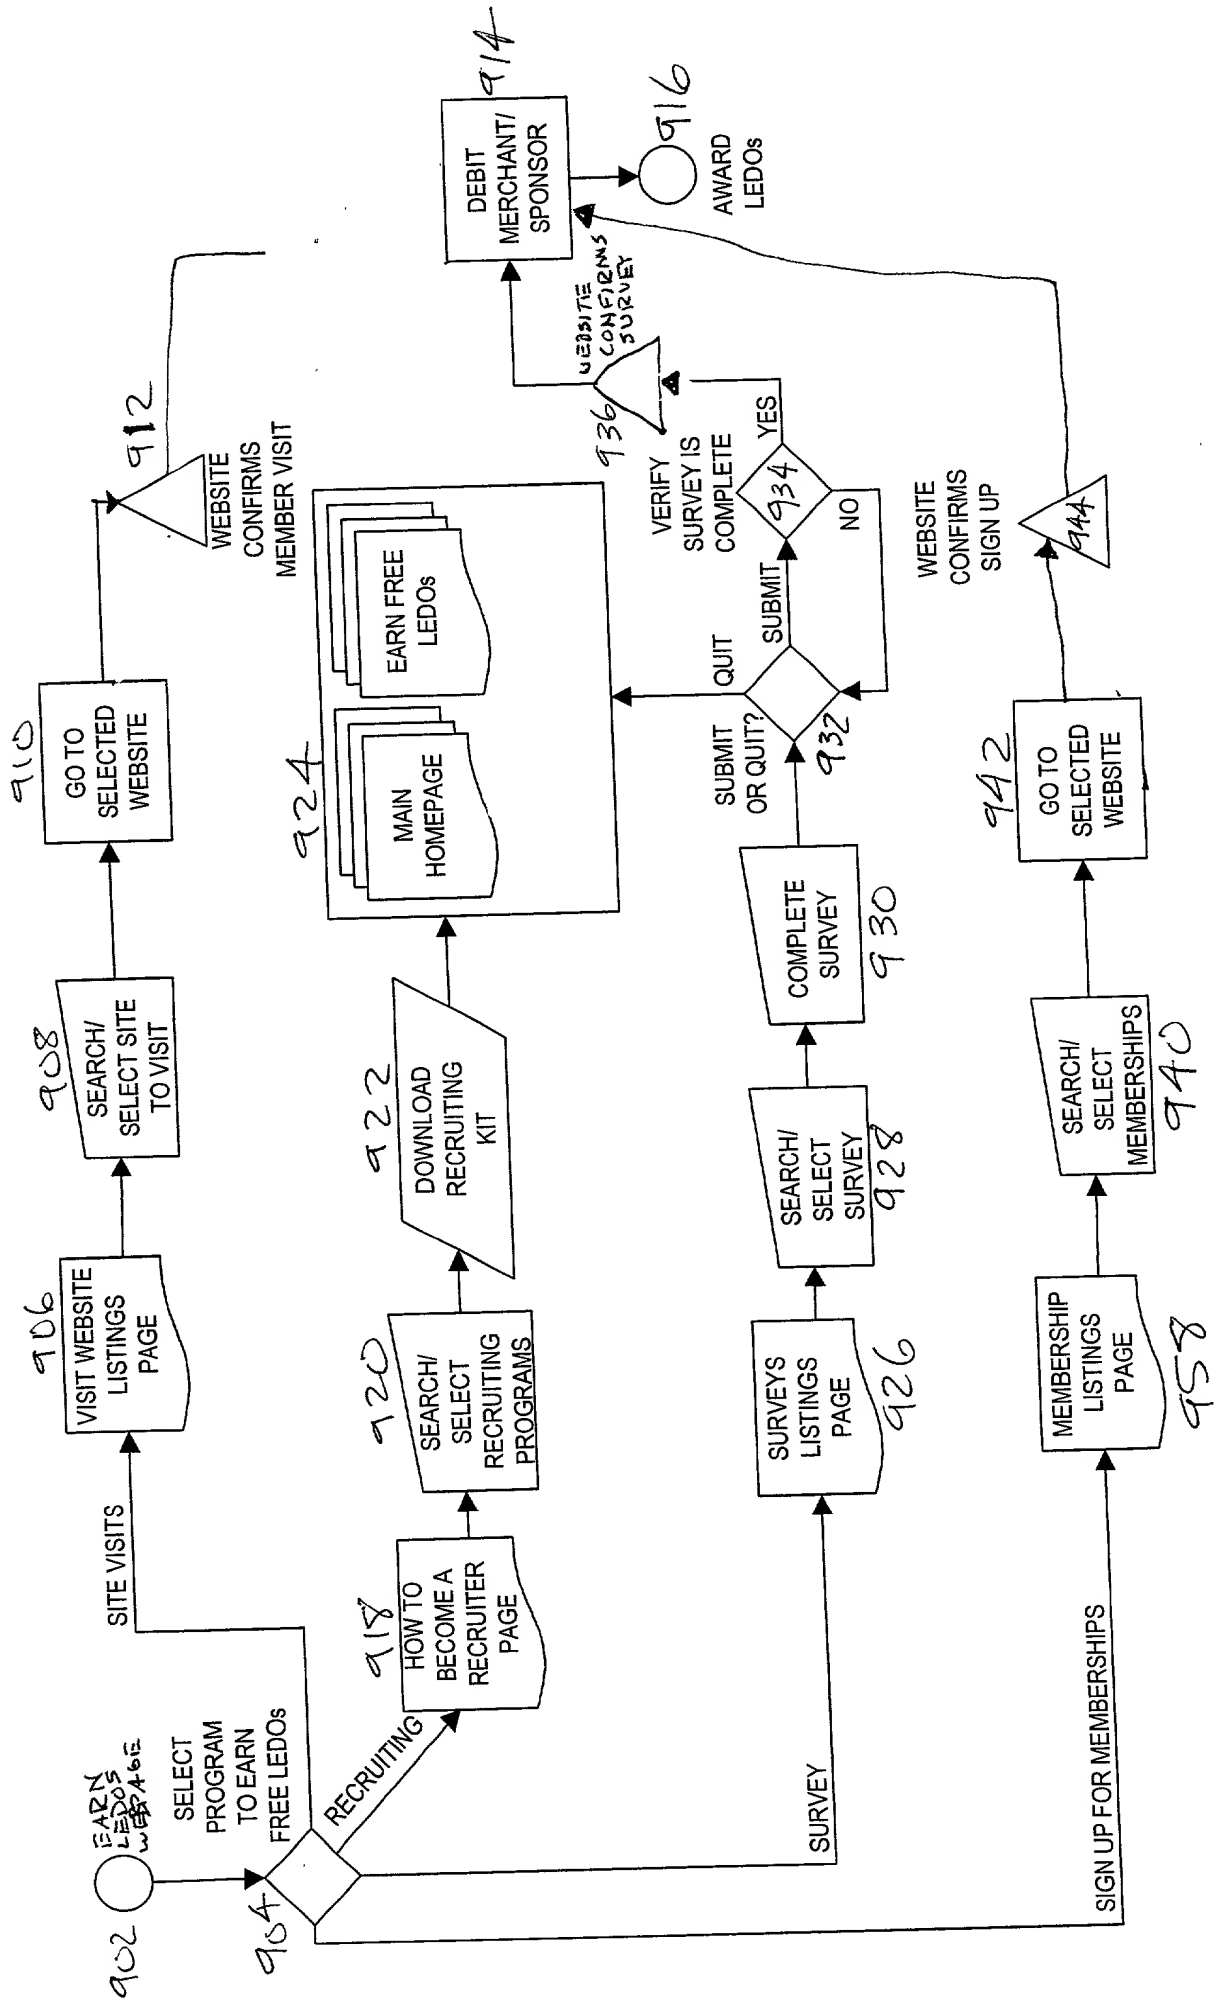 902
EARN
LEDOS
WEBPAGE
904
SELECT
PROGRAM
TO EARN
FREE LEDOs
SITE VISITS
906
VISIT WEBSITE
LISTINGS
PAGE
908
SEARCH/
SELECT SITE
TO VISIT
910
GO TO
SELECTED
WEBSITE
912
WEBSITE
CONFIRMS
MEMBER VISIT
RECRUITING
918
HOW TO
BECOME A
RECRUITER
PAGE
920
SEARCH/
SELECT
RECRUITING
PROGRAMS
922
DOWNLOAD
RECRUITING
KIT
924
MAIN
HOMEPAGE
EARN FREE
LEDOs
914
DEBIT
MERCHANT/
SPONSOR
916
AWARD
LEDOs
SURVEY
SURVEYS
LISTINGS
PAGE
926
SEARCH/
SELECT
SURVEY
928
COMPLETE
SURVEY
930
SUBMIT
OR QUIT?
932
QUIT
SUBMIT
VERIFY
SURVEY IS
COMPLETE
934
YES
NO
936
WEBSITE
CONFIRMS
SURVEY
SIGN UP FOR MEMBERSHIPS
MEMBERSHIP
LISTINGS
PAGE
958
SEARCH/
SELECT
MEMBERSHIPS
940
942
GO TO
SELECTED
WEBSITE
WEBSITE
CONFIRMS
SIGN UP
944